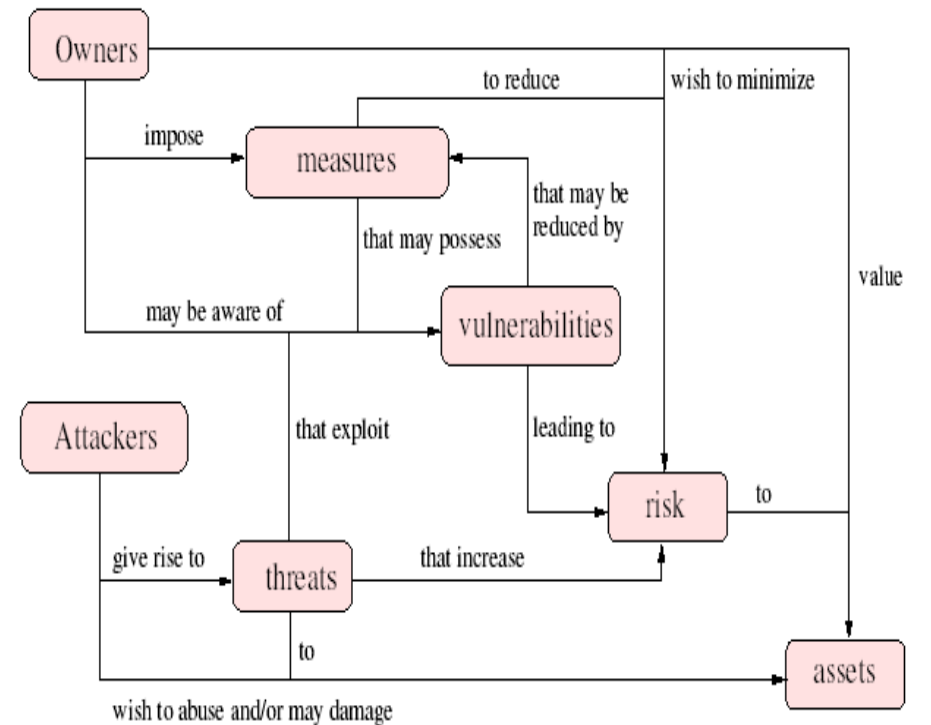 Owners
to reduce
wish to minimize
impose
measures
that may be
reduced by
that may possess
value
may be aware of
vulnerabilities
Attackers
that exploit
leading to
risk
to
give rise to
that increase
threats
to
assets
wish to abuse and/or may damage